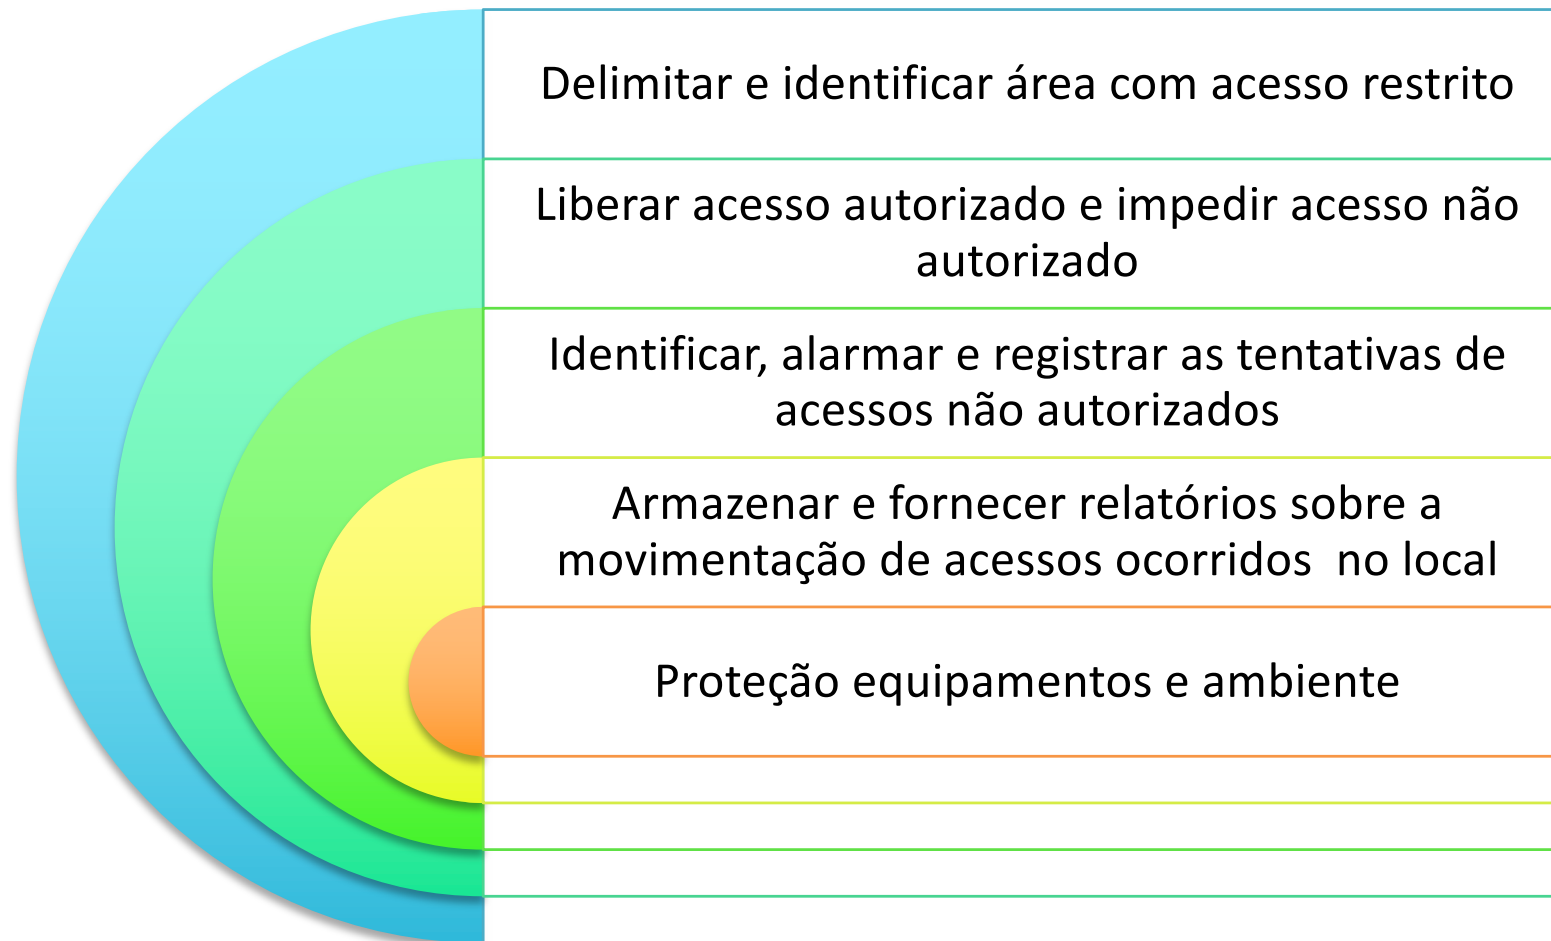 Delimitar e identificar área com acesso restrito
Liberar acesso autorizado e impedir acesso não
autorizado
Identificar, alarmar e registrar as tentativas de
acessos não autorizados
Armazenar e fornecer relatórios sobre a
movimentação de acessos ocorridos  no local
Proteção equipamentos e ambiente